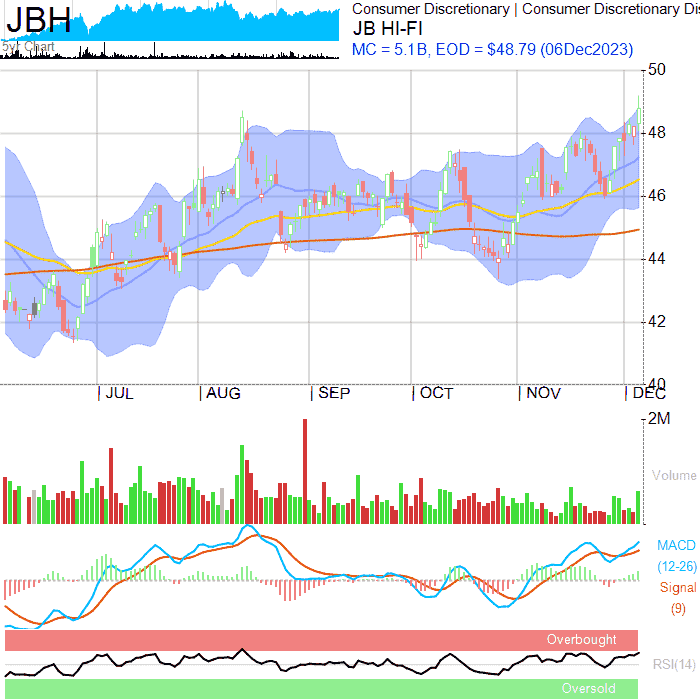 JBH
5yr Chart
Consumer Discretionary | Consumer Discretionary Dis
JB HI-FI
MC = 5.1B, EOD = $48.79 (06Dec2023)
50
48
46
44
42
40
JUL
AUG
SEP
OCT
NOV
DEC
2M
Volume
MACD
(12-26)
Signal
(9)
Overbought
RSI(14)
Oversold